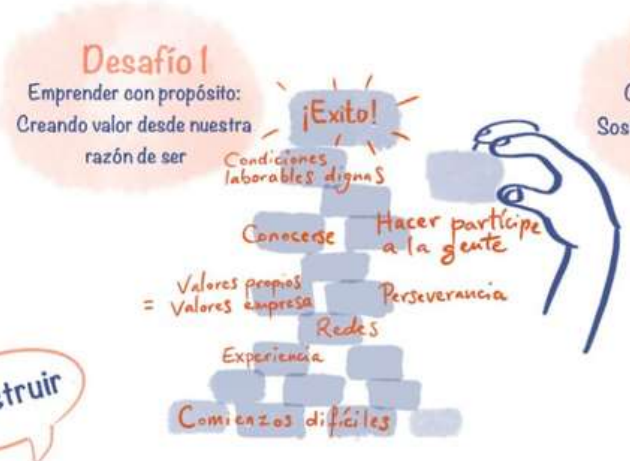 Desafío 1
Emprender con propósito:
Creando valor desde nuestra
razón de ser
¡Exito!
Condiciones
laborables dignas
Conocerse
Hacer partícipe
a la gente
Valores propios
= Valores empresa
Perseverancia
Redes
Experiencia
Comienzos difíciles